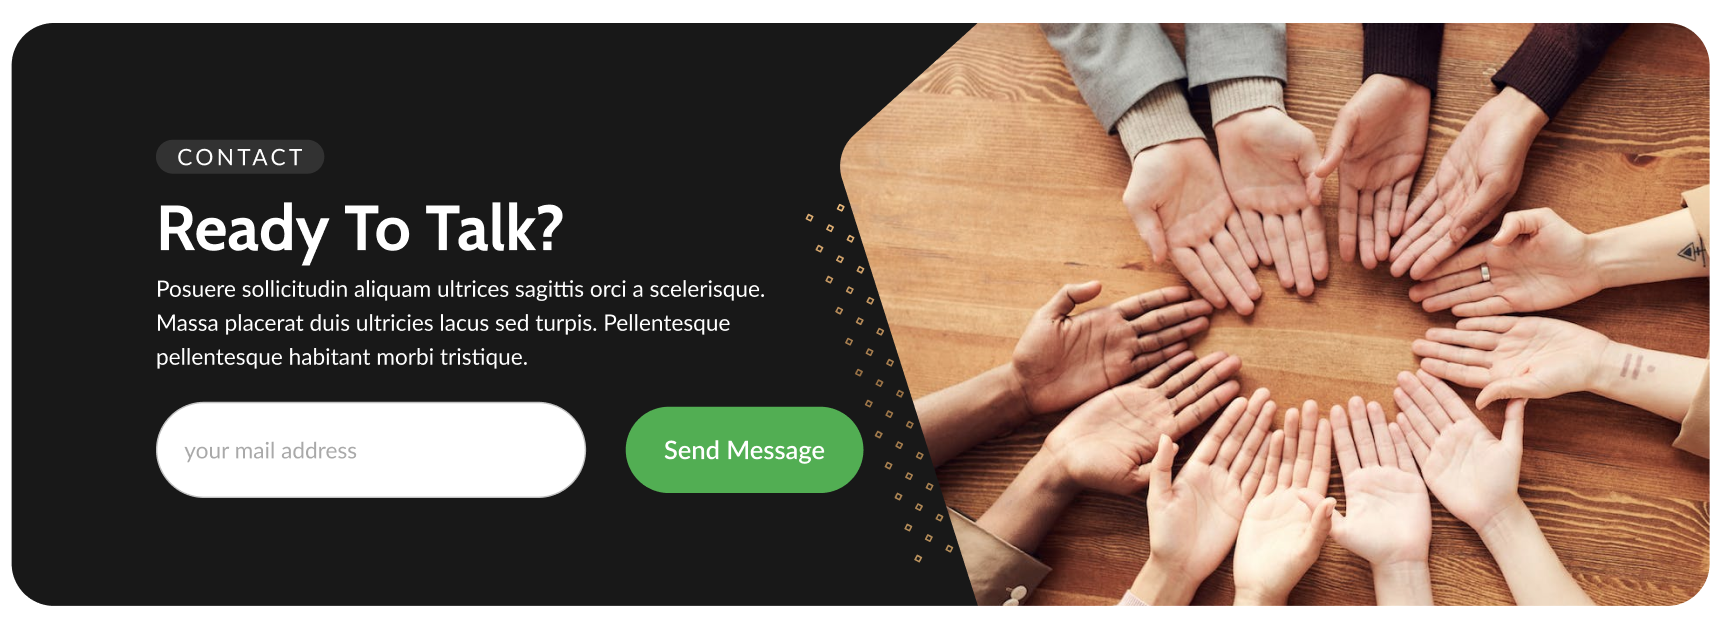 CONTACT
Ready To Talk?
Posuere sollicitudin aliquam ultrices sagittis orci a scelerisque.
Massa placerat duis ultricies lacus sed turpis. Pellentesque
pellentesque habitant morbi tristique.
your mail address
Send Message